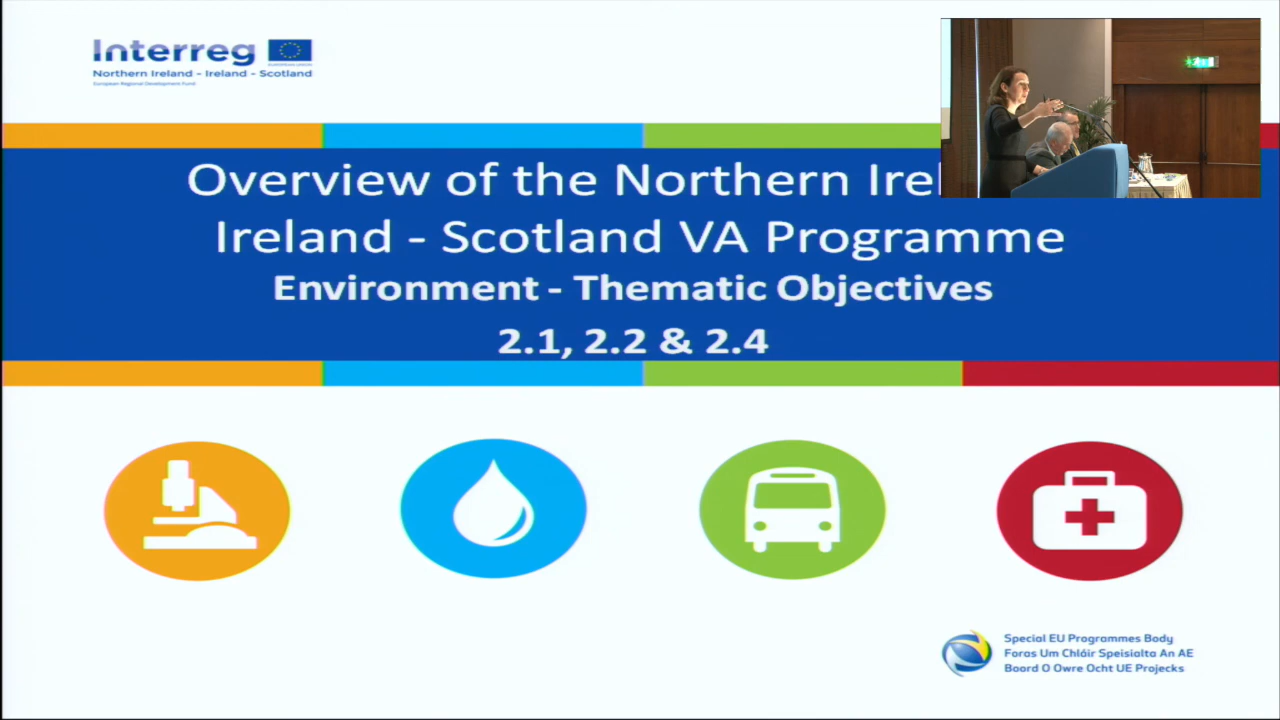 Interreg
EUROPEAN UNION
Northern Ireland - Ireland - Scotland
European Regional Development Fund
Overview of the Northern Irel
Ireland - Scotland VA Programme
Environment - Thematic Objectives
2.1, 2.2 & 2.4
Special EU Programmes Body
Foras Um Chláir Speisialta An AE
Boord O Owre Ocht UE Projecks